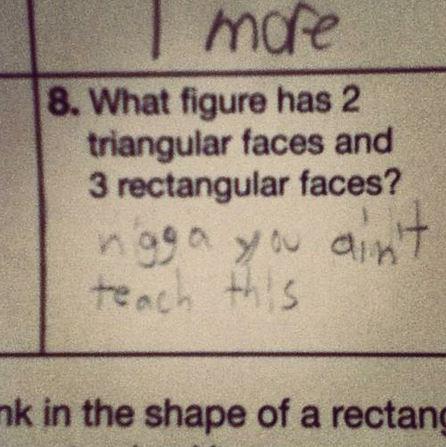 1 more
8. What figure has 2
triangular faces and
3 rectangular faces?
nigga you ain't
teach this
nk in the shape of a rectang